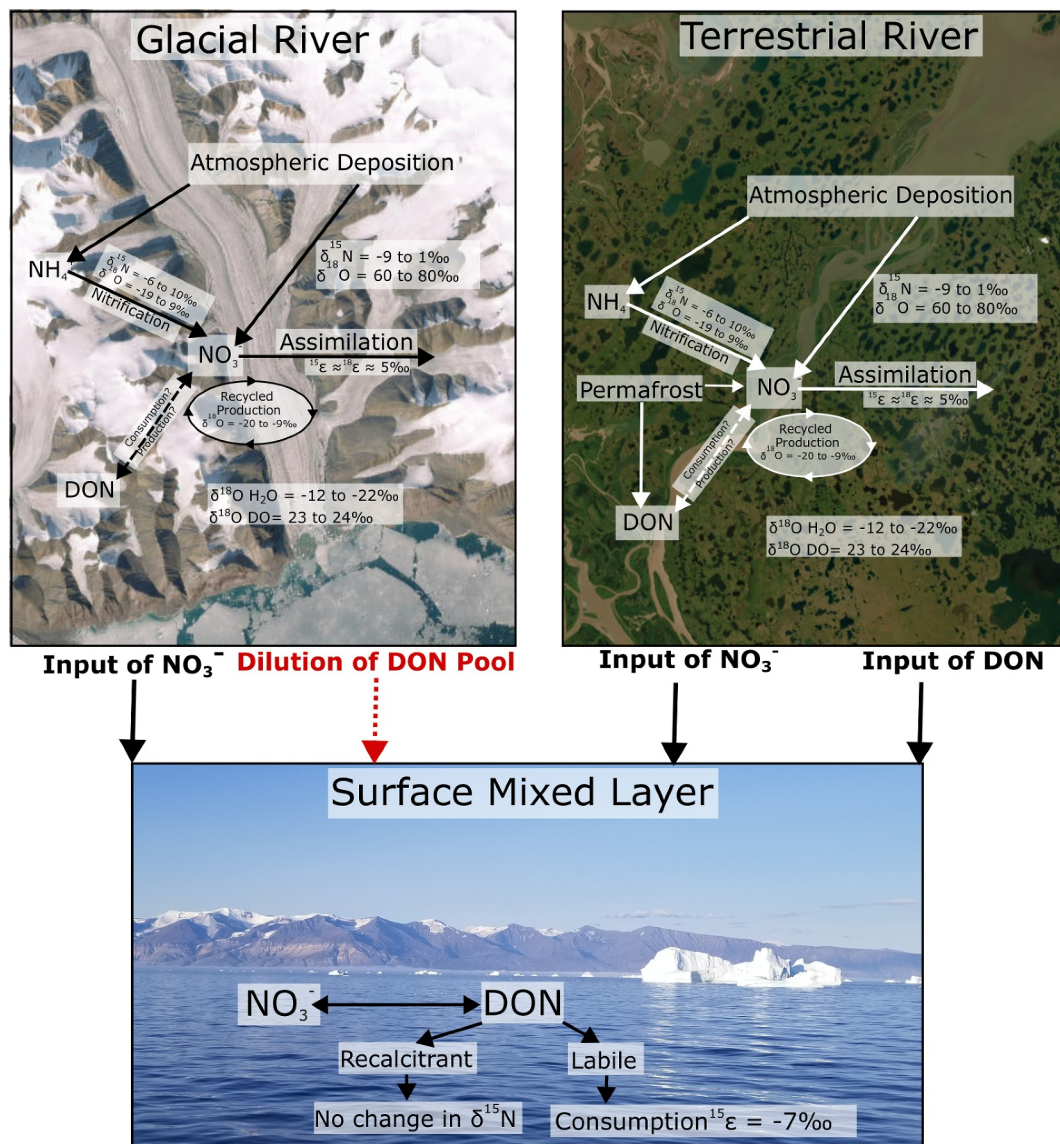 Glacial River
Atmospheric Deposition
δ¹⁵N = -9 to 1‰
δ¹⁸O = 60 to 80‰
NH₄
δ¹⁵N = -6 to 10‰
δ¹⁸O = -19 to 9‰
Nitrification
NO₃⁻
Assimilation
¹⁵ε ≈ ¹⁸ε ≈ 5‰
Recycled
Production
δ¹⁸O = -20 to -9‰
Consumption?
Production?
DON
δ¹⁸O H₂O = -12 to -22‰
δ¹⁸O DO= 23 to 24‰
Terrestrial River
Atmospheric Deposition
δ¹⁵N = -9 to 1‰
δ¹⁸O = 60 to 80‰
NH₄
δ¹⁵N = -6 to 10‰
δ¹⁸O = -19 to 9‰
Nitrification
Permafrost
NO₃⁻
Assimilation
¹⁵ε ≈ ¹⁸ε ≈ 5‰
Recycled
Production
δ¹⁸O = -20 to -9‰
Consumption?
Production?
DON
δ¹⁸O H₂O = -12 to -22‰
δ¹⁸O DO= 23 to 24‰
Input of NO₃⁻ Dilution of DON Pool
Input of NO₃⁻ Input of DON
Surface Mixed Layer
NO₃⁻ DON
Recalcitrant Labile
No change in δ¹⁵N Consumption ¹⁵ε = -7‰